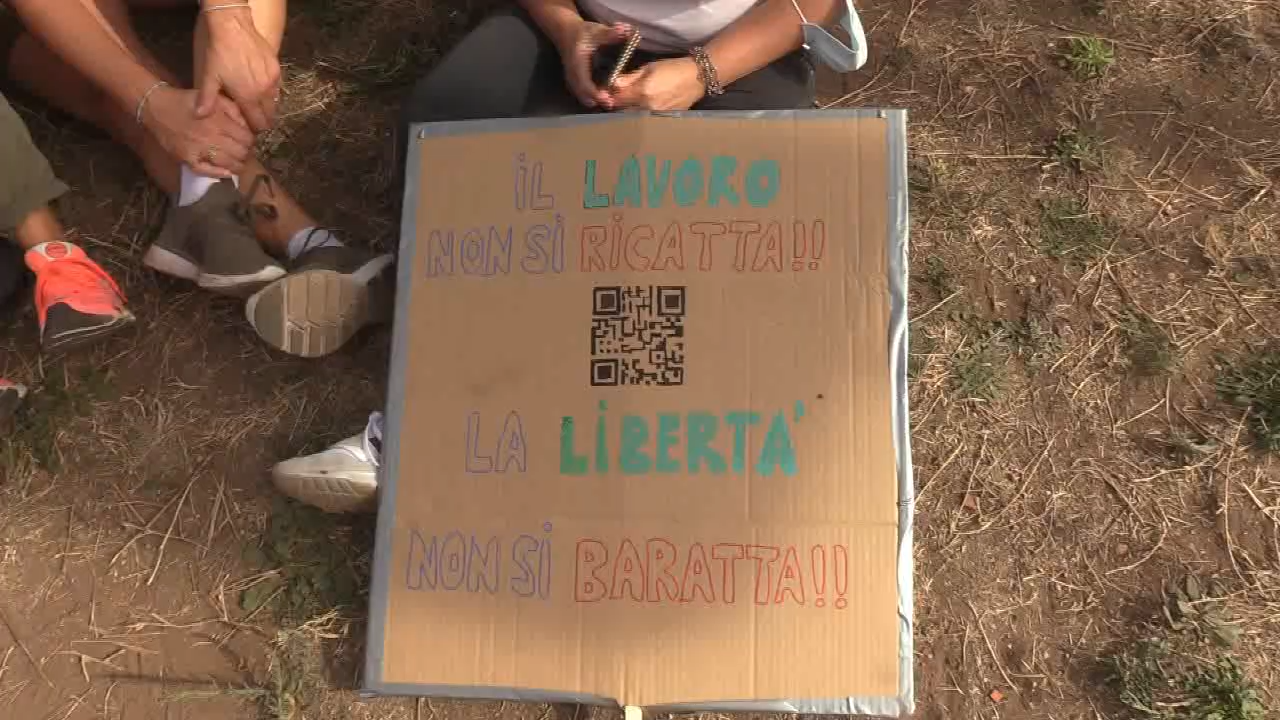 iL LAVORO
NON Si RiCATTA!!
LA LiBERTA'
NON Si BARATTA!!